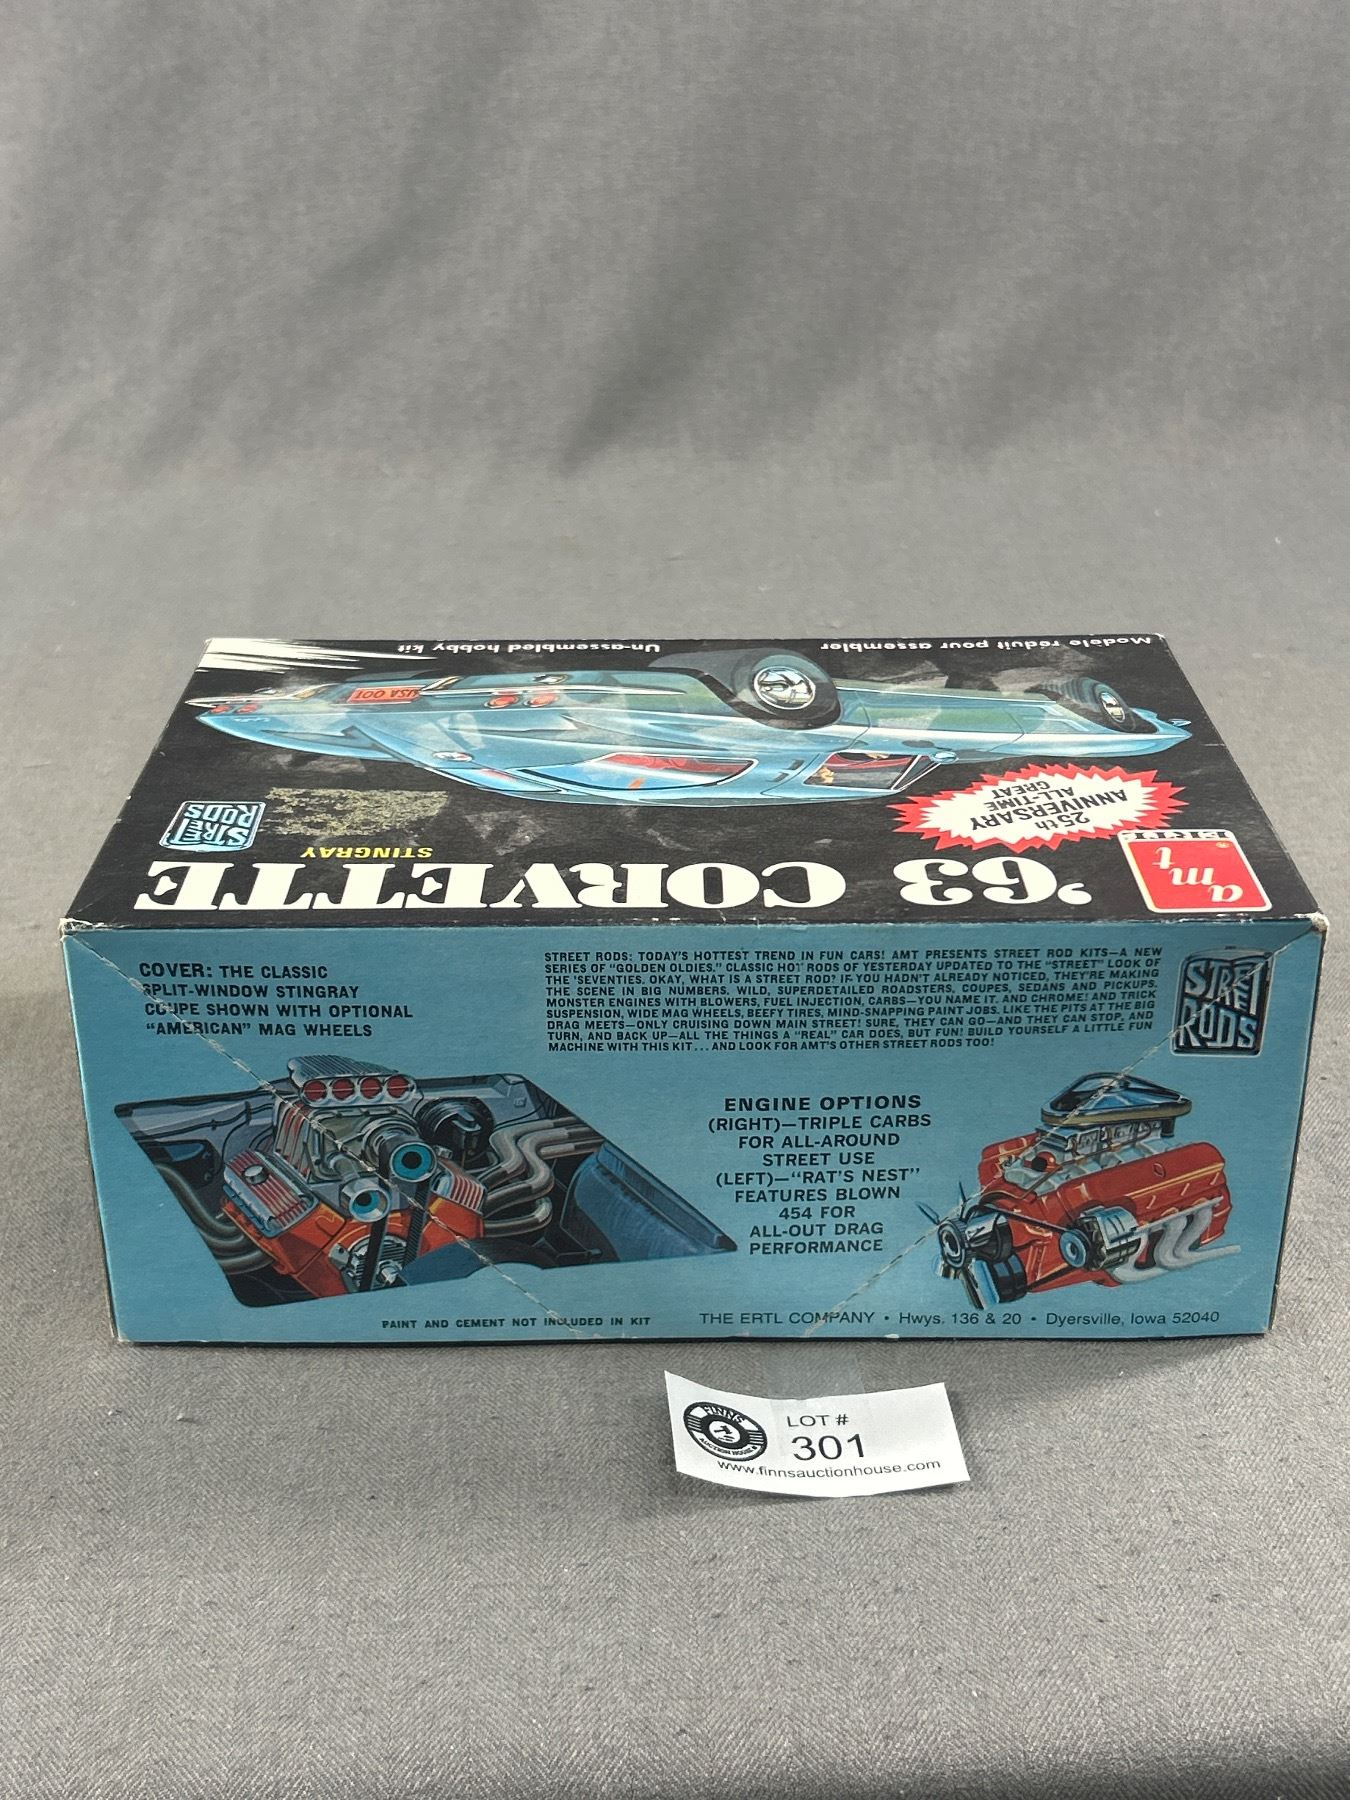 Modèle réduit pour assembler
Un-assembled hobby kit
USA 001
25th
ANNIVERSARY
ALL-TIME
GREAT
amt
ERTL
®
'63 CORVETTE
STINGRAY
STREET
RODS
COVER: THE CLASSIC
SPLIT-WINDOW STINGRAY
COUPE SHOWN WITH OPTIONAL
"AMERICAN" MAG WHEELS
STREET RODS: TODAY'S HOTTEST TREND IN FUN CARS! AMT PRESENTS STREET ROD KITS—A NEW
SERIES OF "GOLDEN OLDIES," CLASSIC HOT RODS OF YESTERDAY UPDATED TO THE "STREET" LOOK OF
THE 'SEVENTIES. OKAY, WHAT IS A STREET ROD? IF YOU HADN'T ALREADY NOTICED, THEY'RE MAKING
THE SCENE IN BIG NUMBERS, WILD, SUPERDETAILED ROADSTERS, COUPES, SEDANS AND PICKUPS.
MONSTER ENGINES WITH BLOWERS, FUEL INJECTION, CARBS—YOU NAME IT. AND CHROME! AND TRICK
SUSPENSION, WIDE MAG WHEELS, BEEFY TIRES, MIND-SNAPPING PAINT JOBS. LIKE THE PITS AT THE BIG
DRAG MEETS—ONLY CRUISING DOWN MAIN STREET! SURE, THEY CAN GO—AND THEY CAN STOP, AND
TURN, AND BACK UP—ALL THE THINGS A "REAL" CAR DOES, BUT FUN! BUILD YOURSELF A LITTLE FUN
MACHINE WITH THIS KIT... AND LOOK FOR AMT'S OTHER STREET RODS TOO!
STREET
RODS
ENGINE OPTIONS
(RIGHT)—TRIPLE CARBS
FOR ALL-AROUND
STREET USE
(LEFT)—"RAT'S NEST"
FEATURES BLOWN
454 FOR
ALL-OUT DRAG
PERFORMANCE
PAINT AND CEMENT NOT INCLUDED IN KIT
THE ERTL COMPANY • Hwys. 136 & 20 • Dyersville, Iowa 52040
FINNS
AUCTION HOUSE
LOT #
301
www.finnsauctionhouse.com